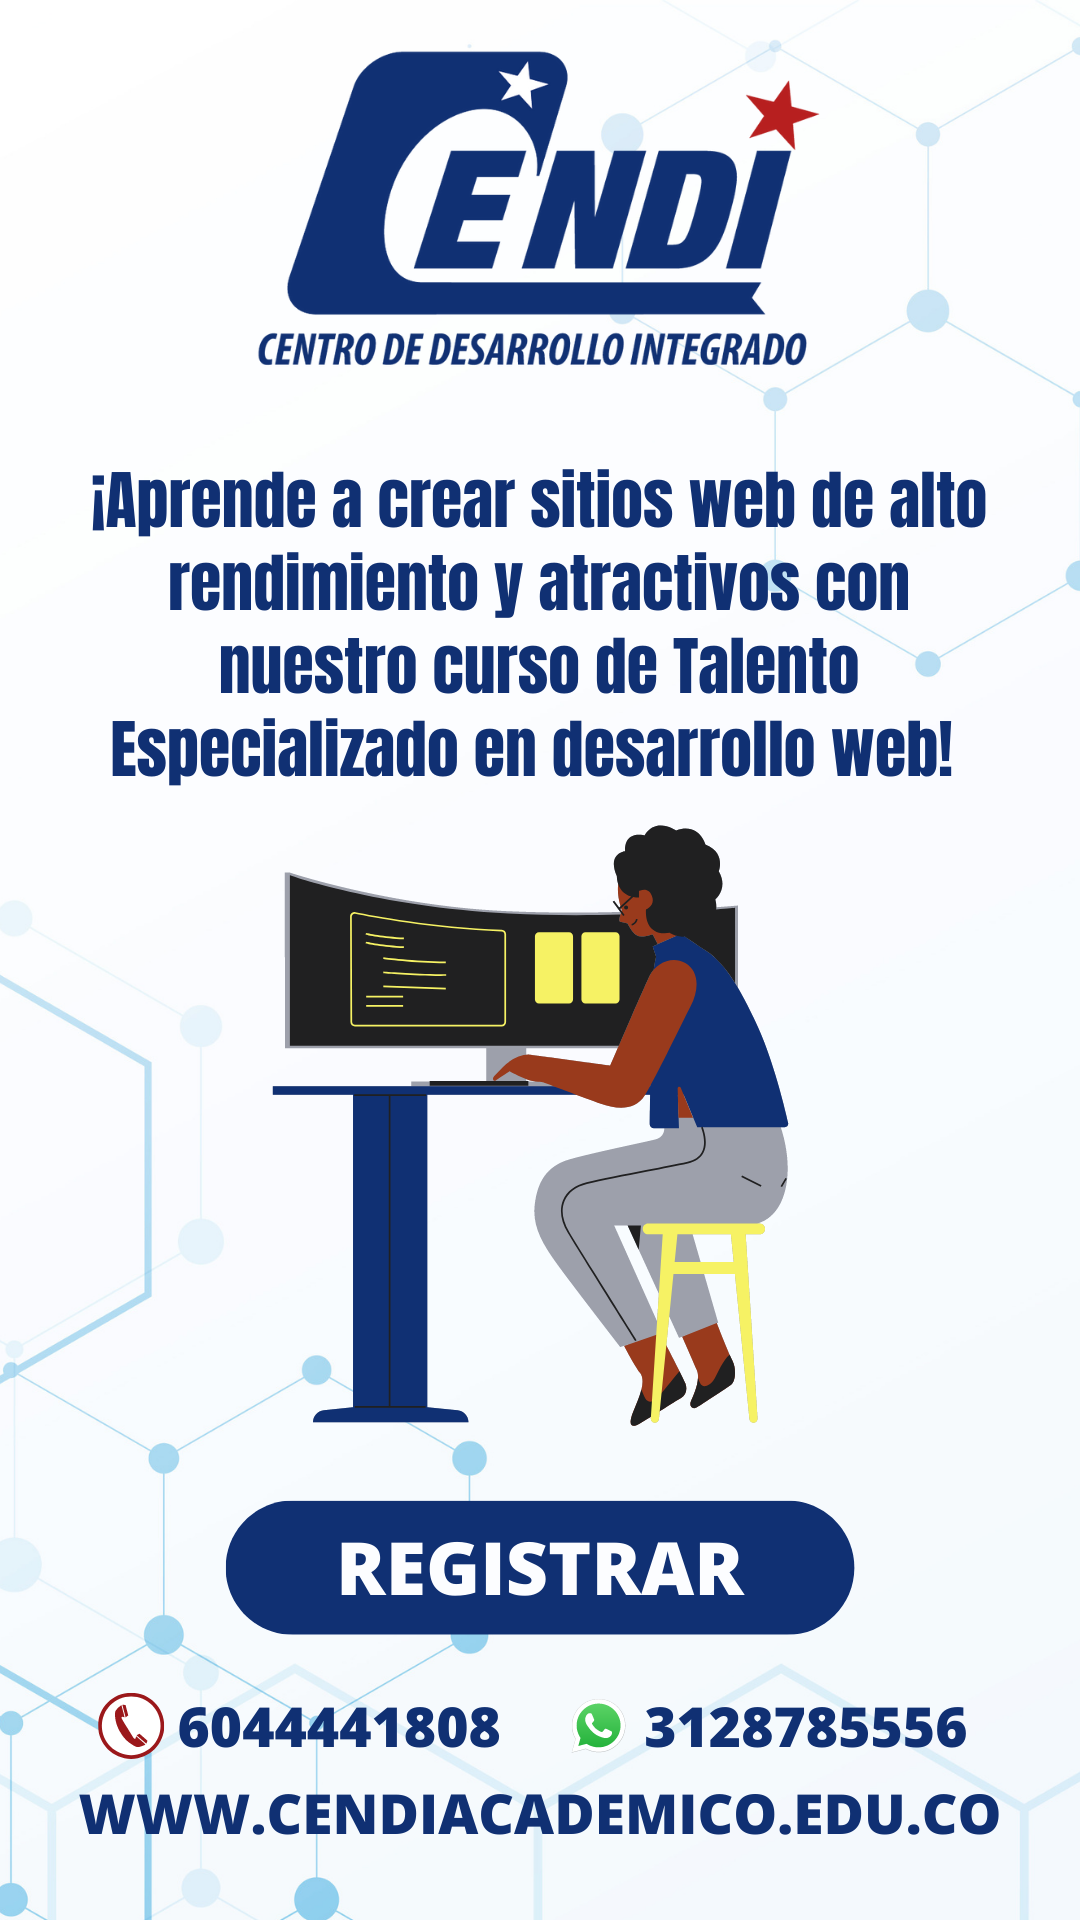 CENDI
CENTRO DE DESARROLLO INTEGRADO
¡Aprende a crear sitios web de alto
rendimiento y atractivos con
nuestro curso de Talento
Especializado en desarrollo web!
REGISTRAR
6044441808 3128785556
WWW.CENDIACADEMICO.EDU.CO